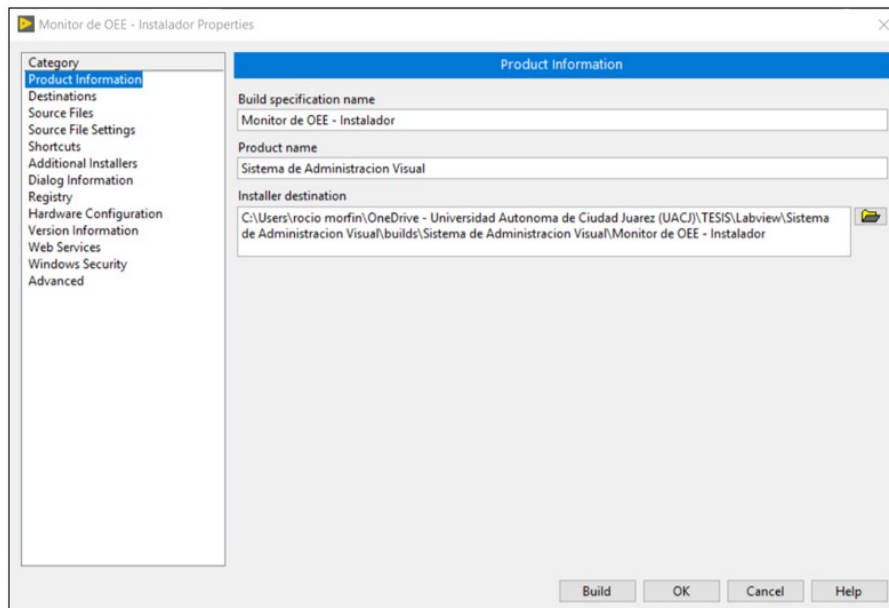 Monitor de OEE - Instalador Properties
Category
Product Information
Destinations
Source Files
Source File Settings
Shortcuts
Additional Installers
Dialog Information
Registry
Hardware Configuration
Version Information
Web Services
Windows Security
Advanced
Product Information
Build specification name
Monitor de OEE - Instalador
Product name
Sistema de Administracion Visual
Installer destination
C:\Users\rocio morfin\OneDrive - Universidad Autonoma de Ciudad Juarez (UACJ)\TESIS\Labview\Sistema
de Administracion Visual\builds\Sistema de Administracion Visual\Monitor de OEE - Instalador
Build
OK
Cancel
Help